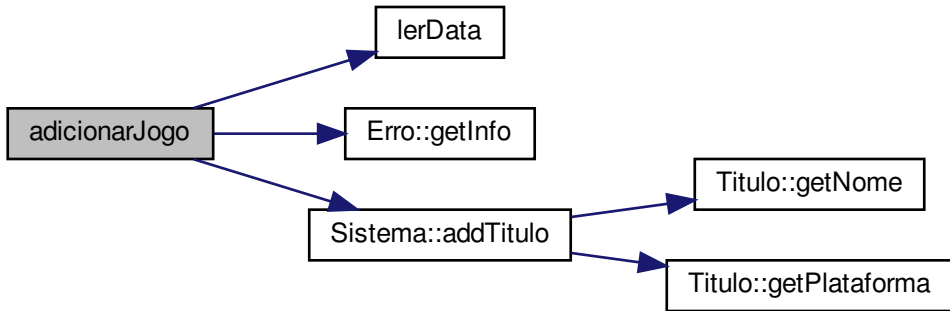 lerData
adicionarJogo
Erro::getInfo
Titulo::getNome
Sistema::addTitulo
Titulo::getPlataforma